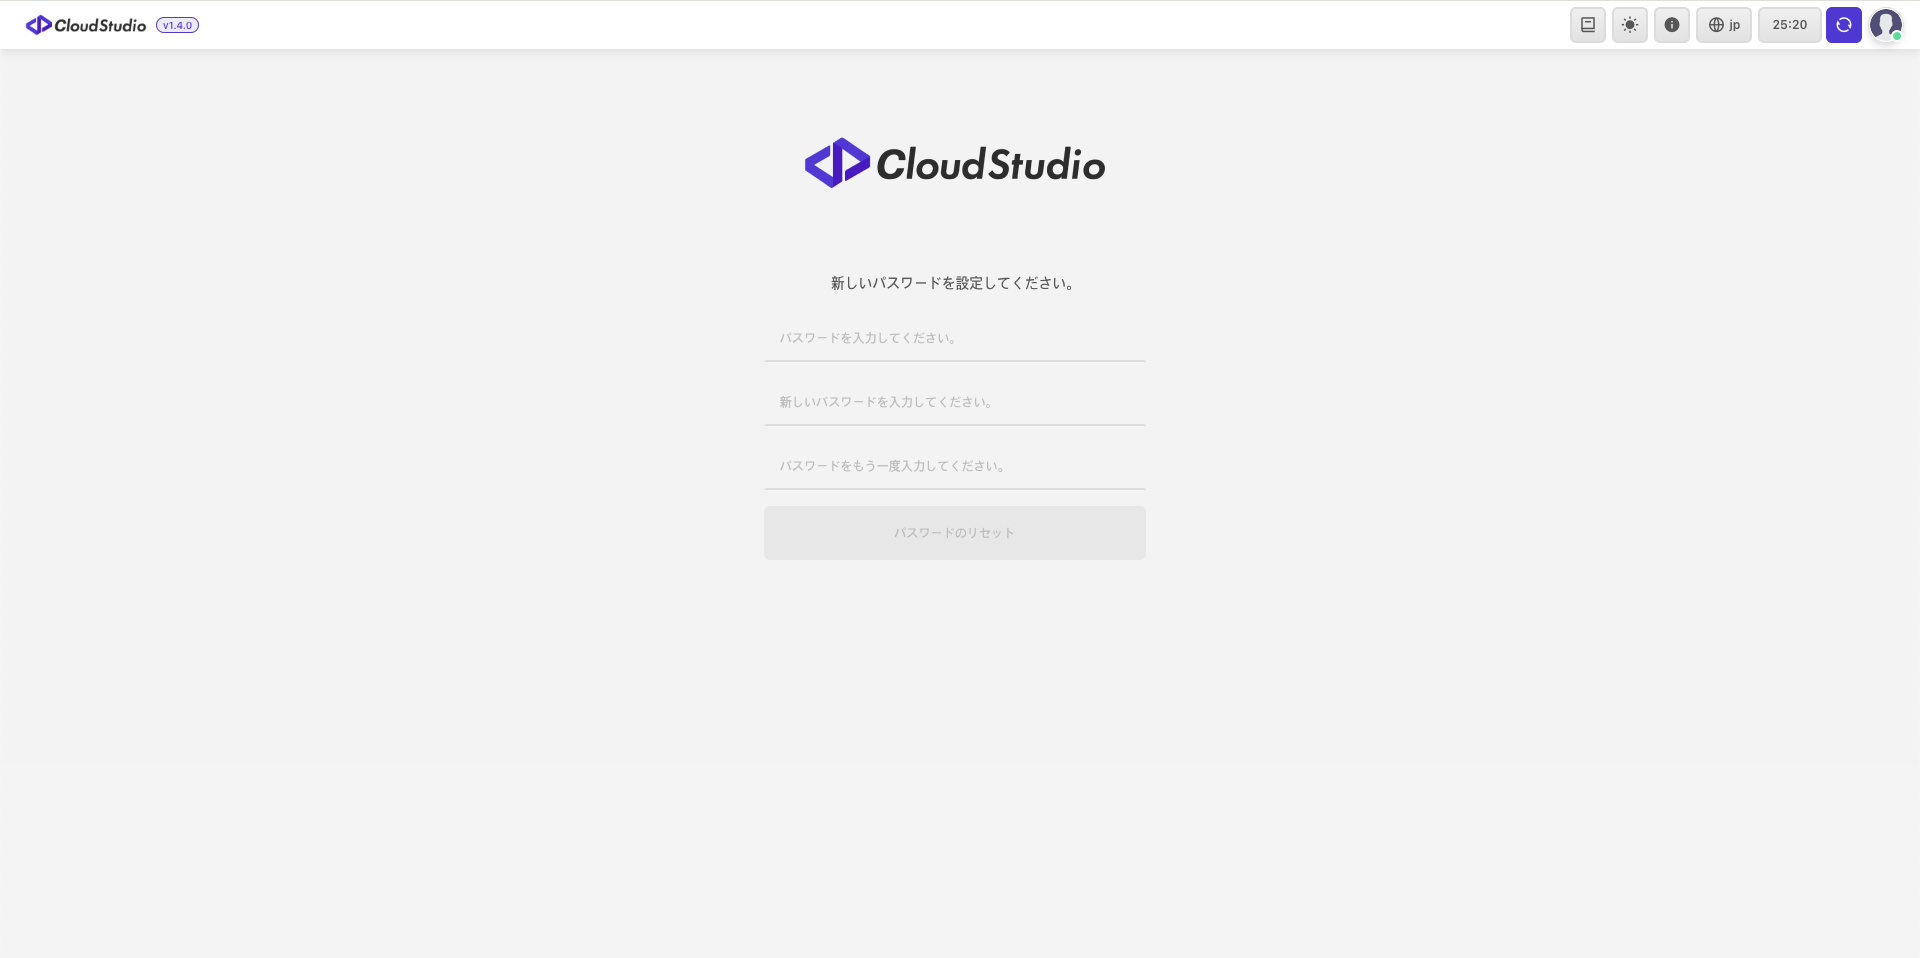 CloudStudio v1.4.0 jp 25:20
CloudStudio
新しいパスワードを設定してください。
パスワードを入力してください。
新しいパスワードを入力してください。
パスワードをもう一度入力してください。
パスワードのリセット